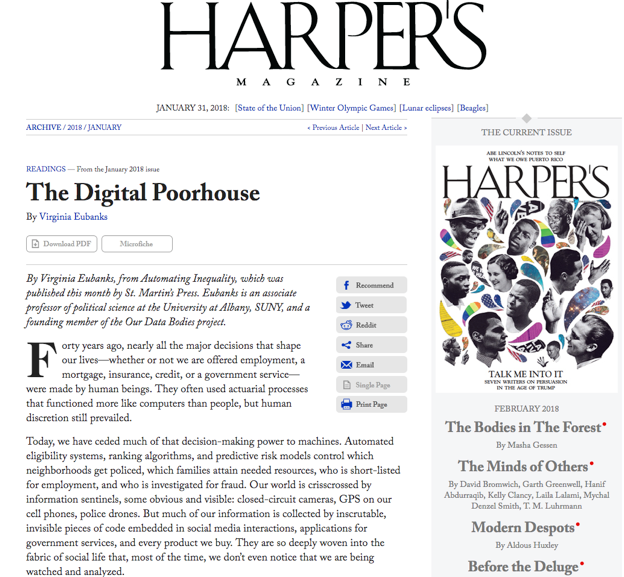 HARPER'S
MAGAZINE
JANUARY 31, 2018: [State of the Union] [Winter Olympic Games] [Lunar eclipses] [Beagles]
ARCHIVE / 2018 / JANUARY
« Previous Article | Next Article »
READINGS — From the January 2018 issue
The Digital Poorhouse
By Virginia Eubanks
Download PDF
Microfiche
By Virginia Eubanks, from Automating Inequality, which was
published this month by St. Martin's Press. Eubanks is an associate
professor of political science at the University at Albany, SUNY, and a
founding member of the Our Data Bodies project.
Forty years ago, nearly all the major decisions that shape
our lives—whether or not we are offered employment, a
mortgage, insurance, credit, or a government service—
were made by human beings. They often used actuarial processes
that functioned more like computers than people, but human
discretion still prevailed.
Today, we have ceded much of that decision-making power to machines. Automated
eligibility systems, ranking algorithms, and predictive risk models control which
neighborhoods get policed, which families attain needed resources, who is short-listed
for employment, and who is investigated for fraud. Our world is crisscrossed by
information sentinels, some obvious and visible: closed-circuit cameras, GPS on our
cell phones, police drones. But much of our information is collected by inscrutable,
invisible pieces of code embedded in social media interactions, applications for
government services, and every product we buy. They are so deeply woven into the
fabric of social life that, most of the time, we don't even notice that we are being
watched and analyzed.
Recommend
Tweet
Reddit
Share
Email
Single Page
Print Page
THE CURRENT ISSUE
ABE LINCOLN'S NOTES TO SELF
WHAT WE OWE PUERTO RICO
HARPER'S
TALK ME INTO IT
SEVEN WRITERS ON PERSUASION
IN THE AGE OF TRUMP
FEBRUARY 2018
The Bodies in The Forest
By Masha Gessen
The Minds of Others
By David Bromwich, Garth Greenwell, Hanif
Abdurraqib, Kelly Clancy, Laila Lalami, Mychal
Denzel Smith, T. M. Luhrmann
Modern Despots
By Aldous Huxley
Before the Deluge